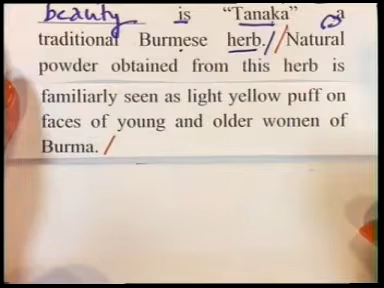 beauty is “Tanaka” a
traditional Burmese herb. Natural
powder obtained from this herb is
familiarly seen as light yellow puff on
faces of young and older women of
Burma.